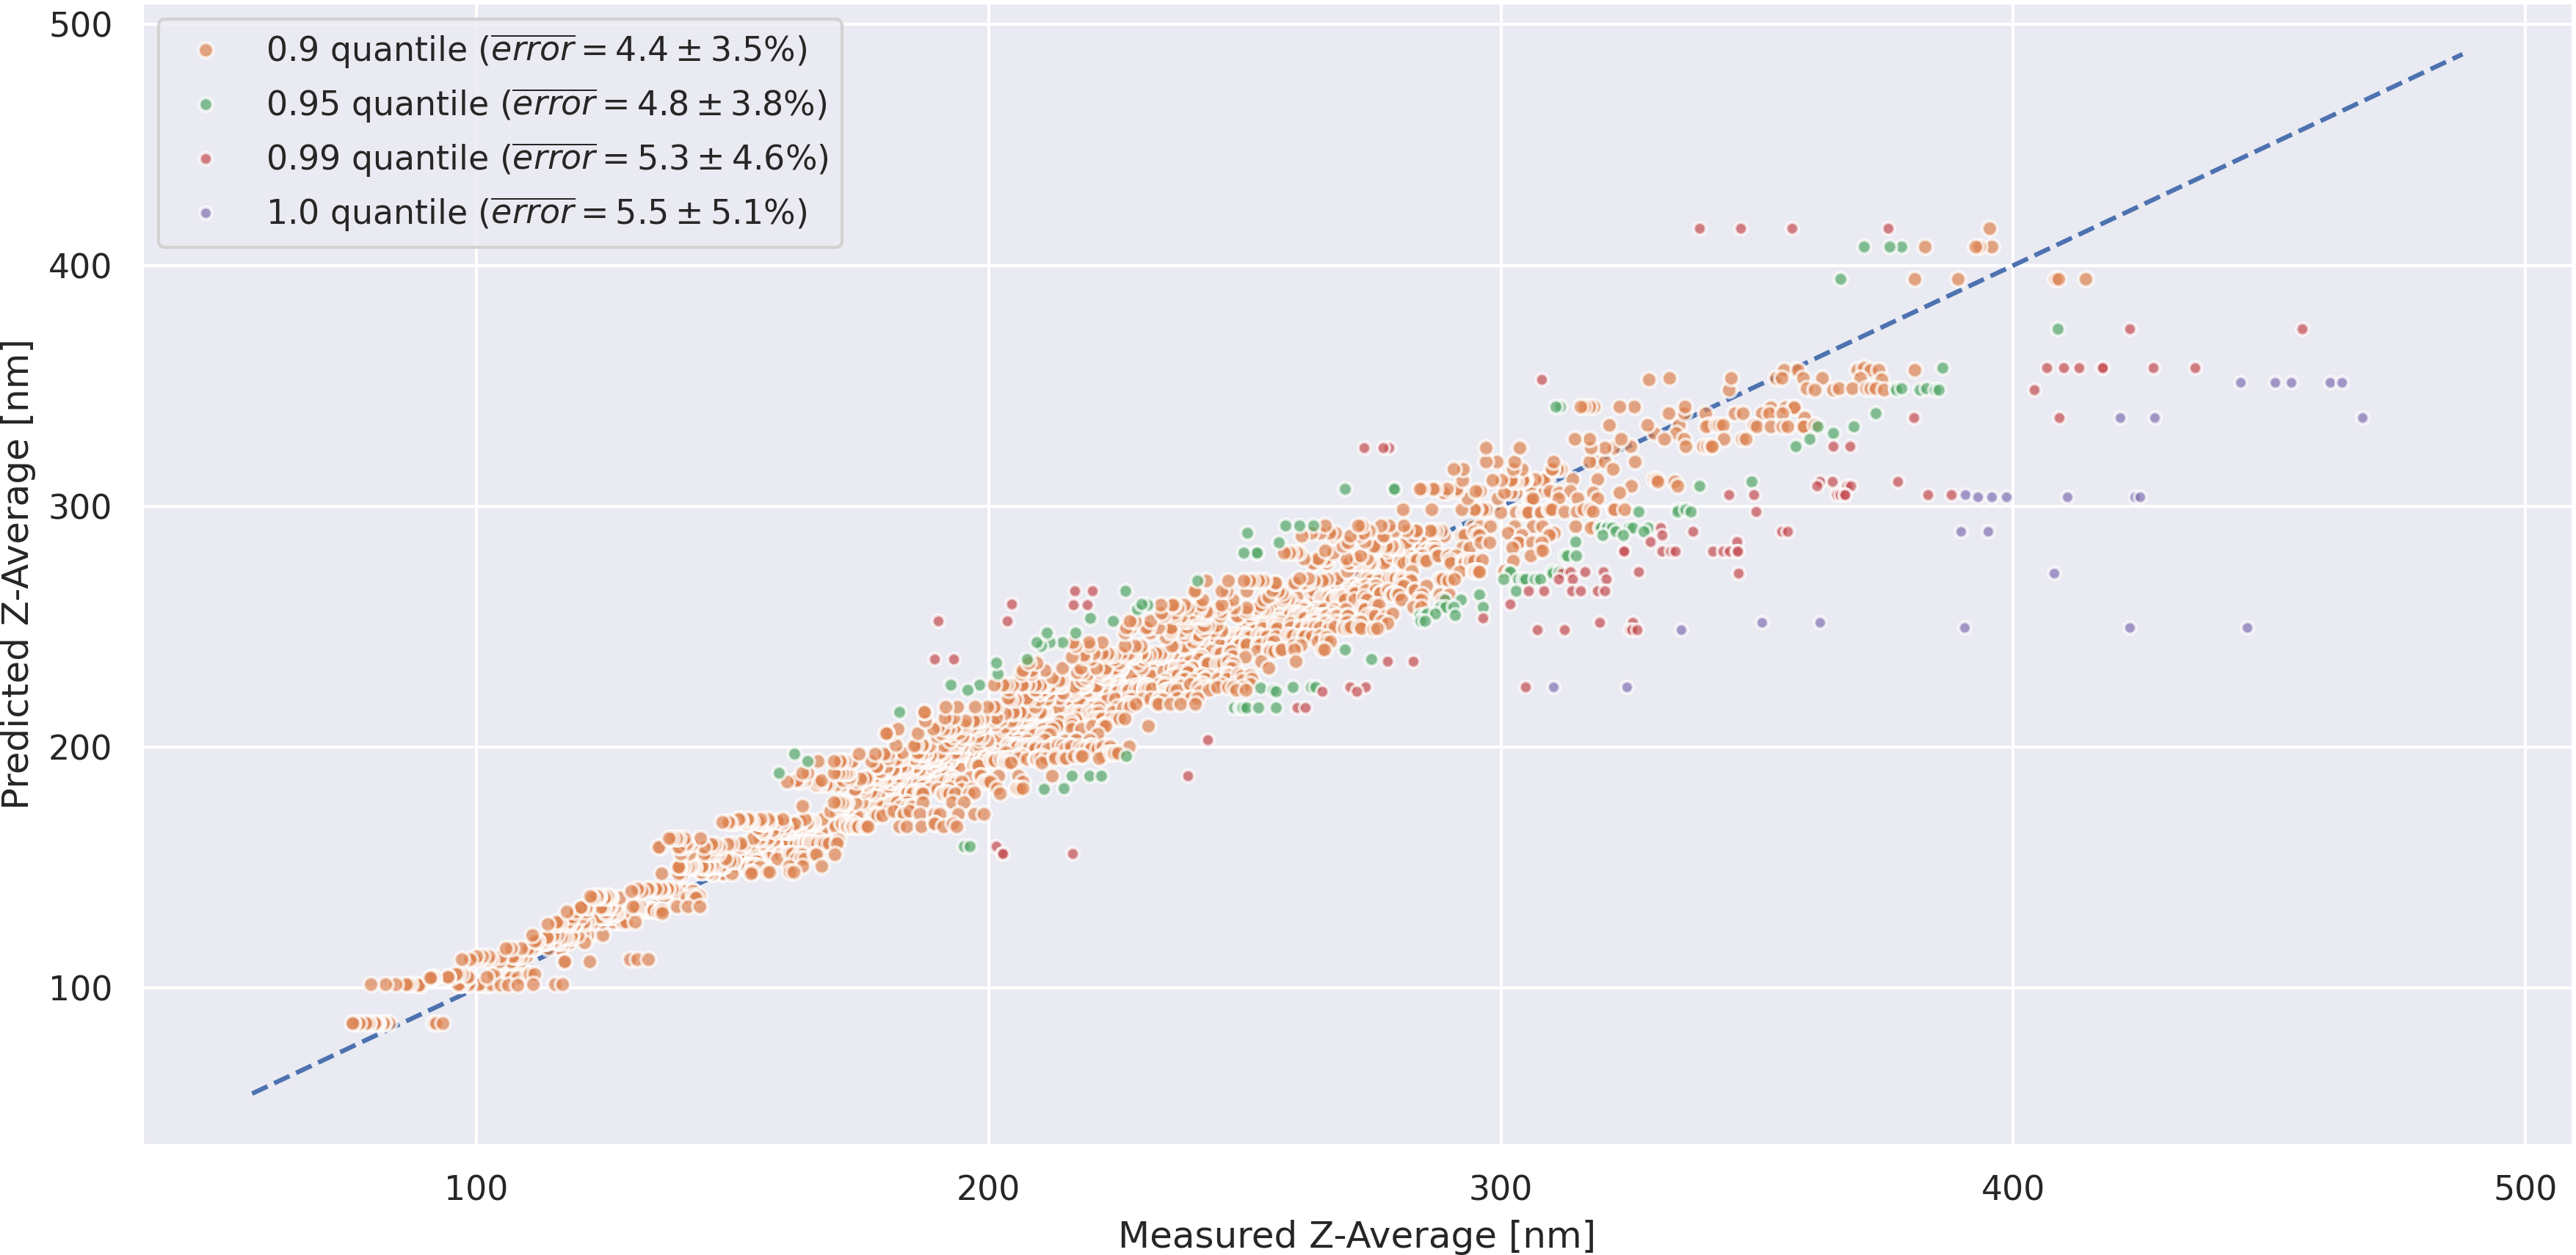 0.9 quantile (error = 4.4 ± 3.5%)
0.95 quantile (error = 4.8 ± 3.8%)
0.99 quantile (error = 5.3 ± 4.6%)
1.0 quantile (error = 5.5 ± 5.1%)
500
400
300
200
100
Predicted Z-Average [nm]
100 200 300 400 500
Measured Z-Average [nm]